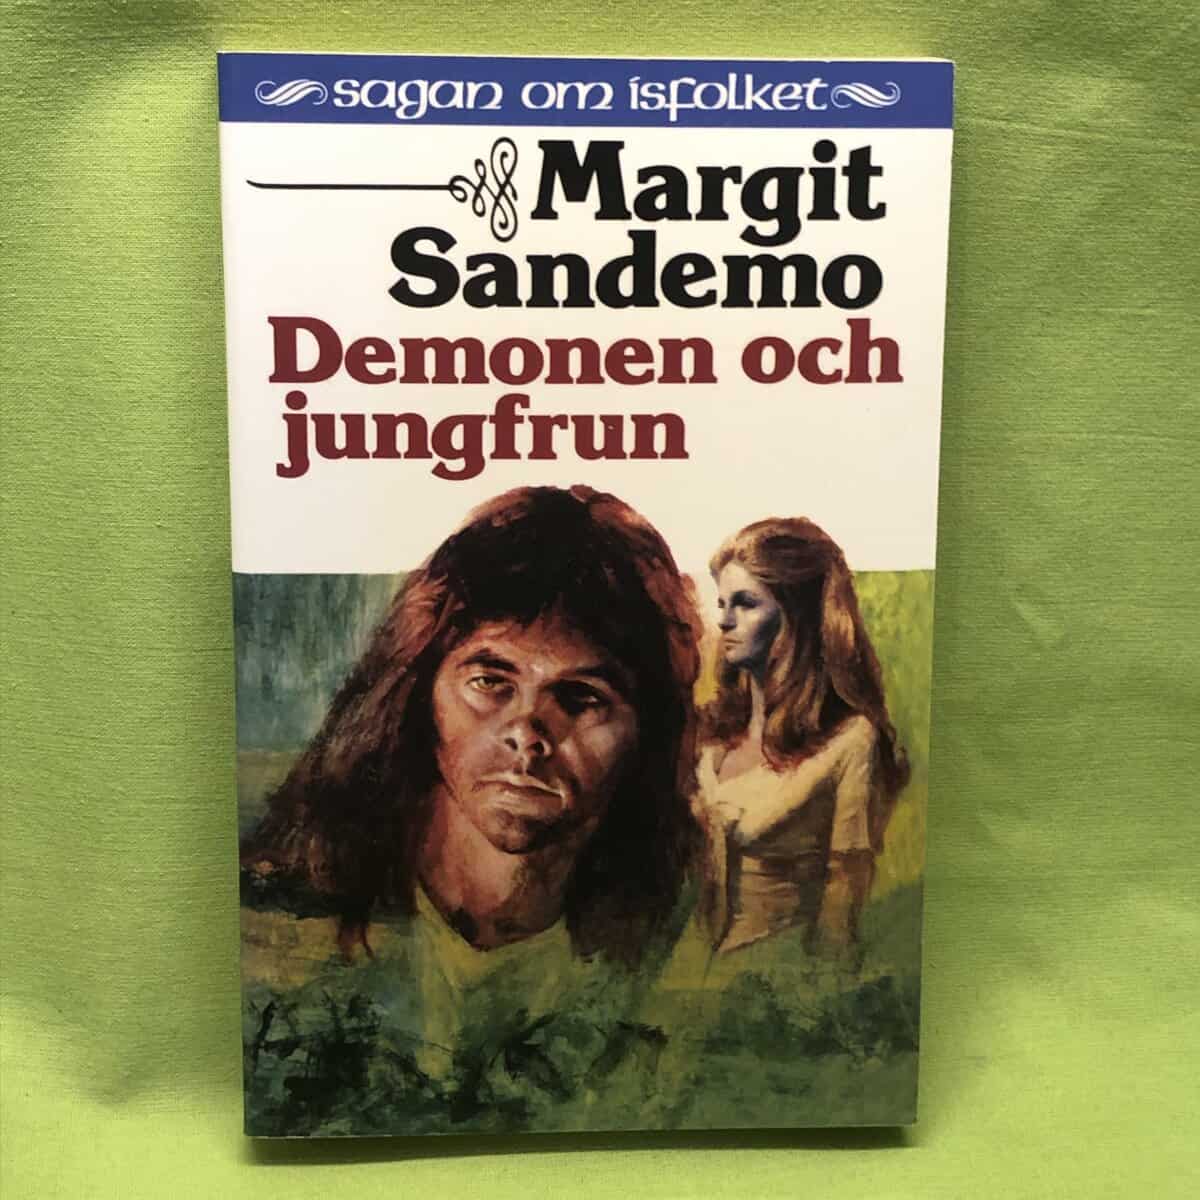 sagan om isfolket
Margit
Sandemo
Demonen och
jungfrun